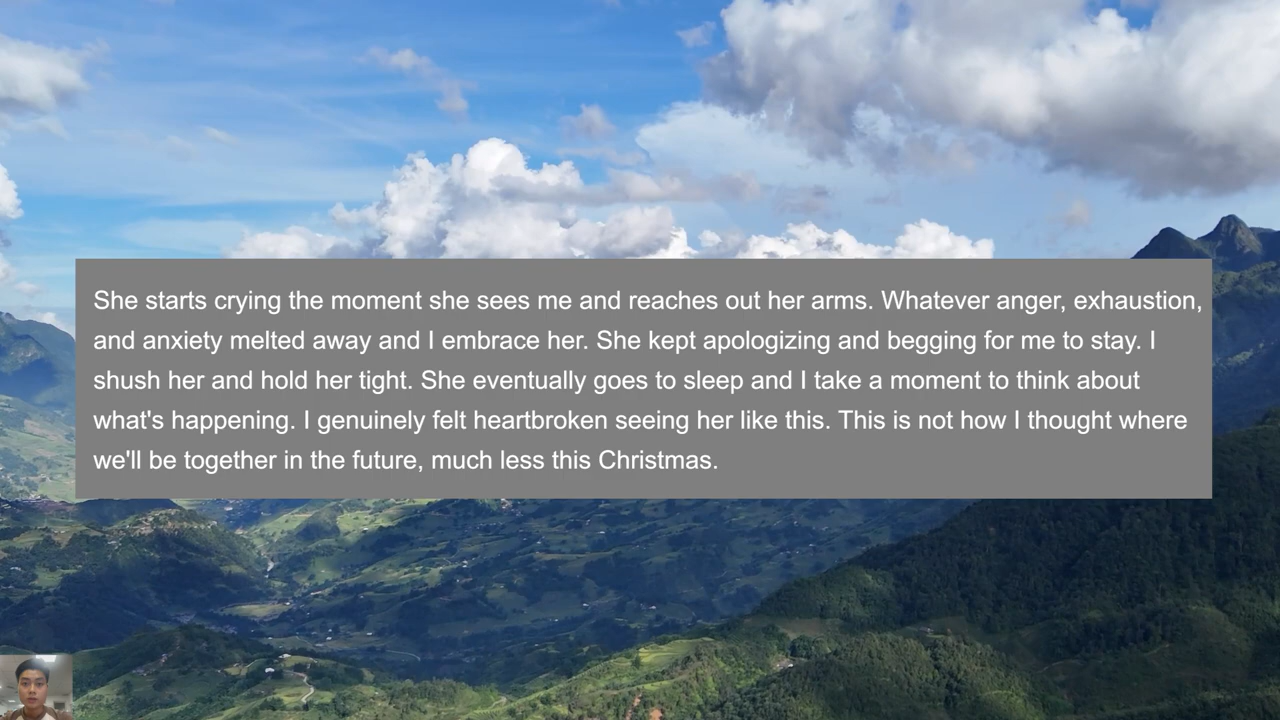 She starts crying the moment she sees me and reaches out her arms. Whatever anger, exhaustion,
and anxiety melted away and I embrace her. She kept apologizing and begging for me to stay. I
shush her and hold her tight. She eventually goes to sleep and I take a moment to think about
what's happening. I genuinely felt heartbroken seeing her like this. This is not how I thought where
we'll be together in the future, much less this Christmas.